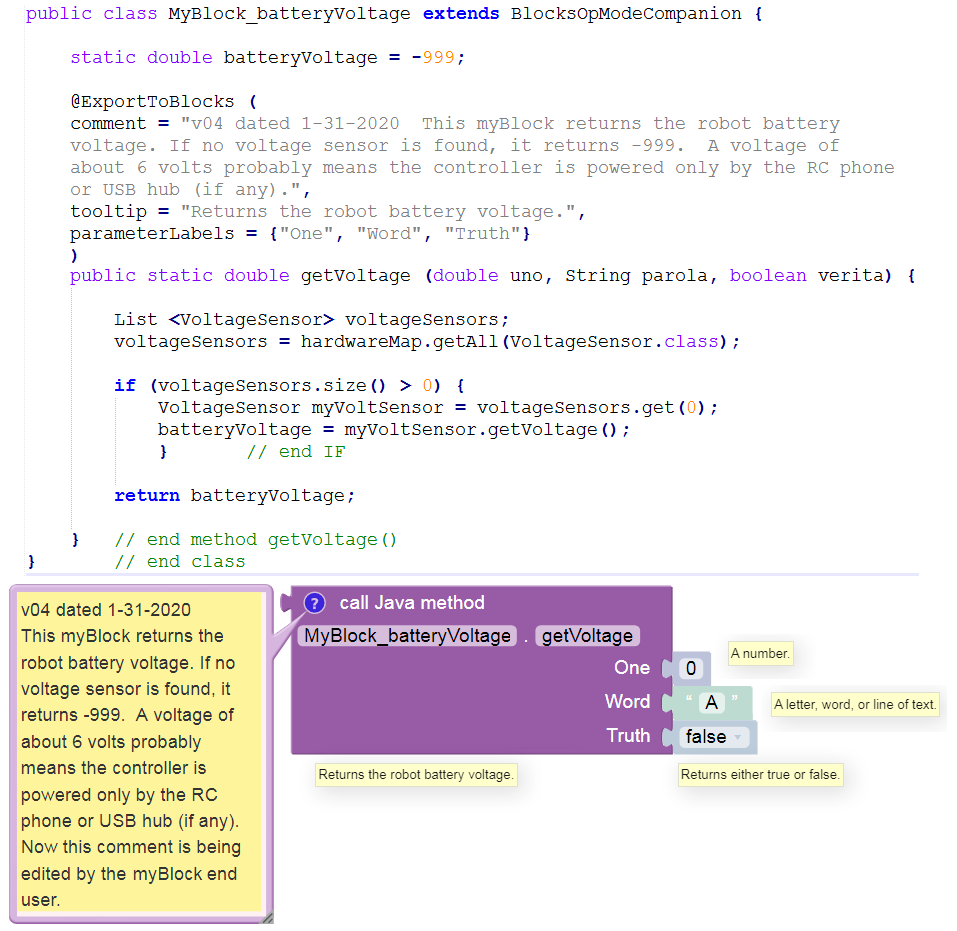 public class MyBlock_batteryVoltage extends BlocksOpModeCompanion {
static double batteryVoltage = -999;
@ExportToBlocks (
comment = "v04 dated 1-31-2020  This myBlock returns the robot battery
voltage. If no voltage sensor is found, it returns -999.  A voltage of
about 6 volts probably means the controller is powered only by the RC phone
or USB hub (if any).",
tooltip = "Returns the robot battery voltage.",
parameterLabels = {"One", "Word", "Truth"}
)
public static double getVoltage (double uno, String parola, boolean verita) {
List <VoltageSensor> voltageSensors;
voltageSensors = hardwareMap.getAll(VoltageSensor.class);
if (voltageSensors.size() > 0) {
VoltageSensor myVoltSensor = voltageSensors.get(0);
batteryVoltage = myVoltSensor.getVoltage();
}       // end IF
return batteryVoltage;
}   // end method getVoltage()
}       // end class
v04 dated 1-31-2020
This myBlock returns the
robot battery voltage. If no
voltage sensor is found, it
returns -999.  A voltage of
about 6 volts probably
means the controller is
powered only by the RC
phone or USB hub (if any).
Now this comment is being
edited by the myBlock end
user.
? call Java method
MyBlock_batteryVoltage . getVoltage
One 0
A number.
Word “ A ”
A letter, word, or line of text.
Truth false
Returns the robot battery voltage.
Returns either true or false.